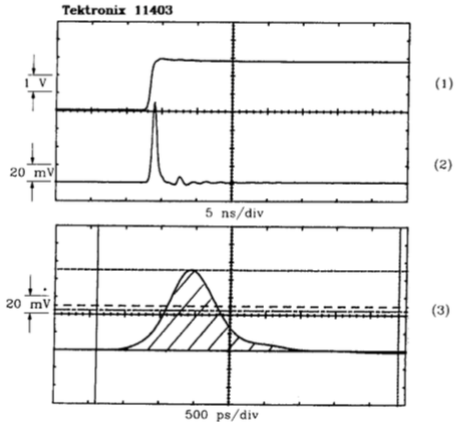 Tektronix 11403
1 V
(1)
20 mV
(2)
5 ns/div
20 mV
(3)
500 ps/div